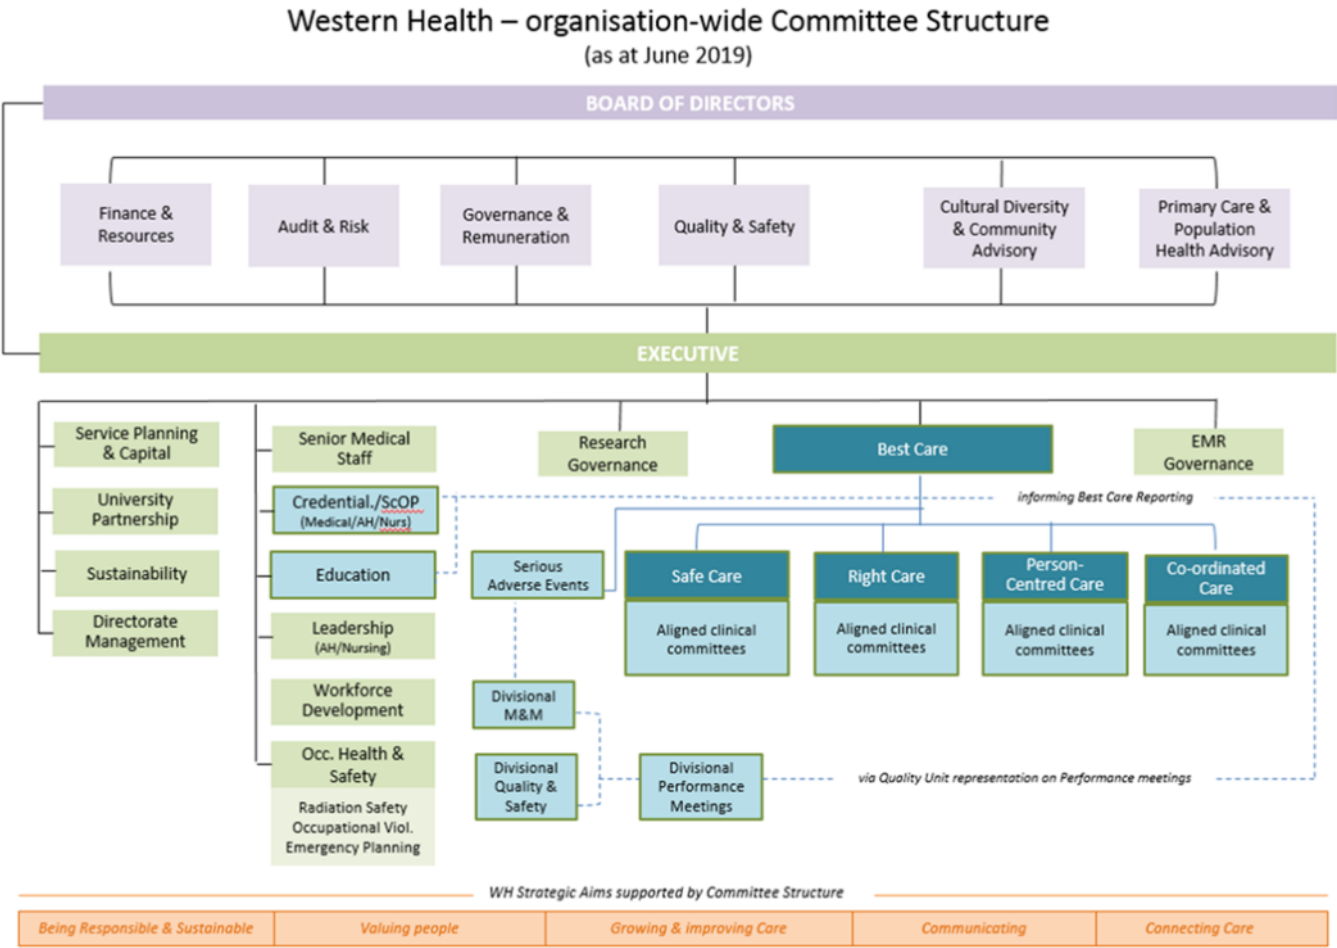 Western Health – organisation-wide Committee Structure
(as at June 2019)
BOARD OF DIRECTORS
Finance &
Resources
Audit & Risk
Governance &
Remuneration
Quality & Safety
Cultural Diversity
& Community
Advisory
Primary Care &
Population
Health Advisory
EXECUTIVE
Service Planning
& Capital
University
Partnership
Sustainability
Directorate
Management
Senior Medical
Staff
Credential./ScOP
(Medical/AH/Nurs)
Education
Leadership
(AH/Nursing)
Workforce
Development
Occ. Health &
Safety
Radiation Safety
Occupational Viol.
Emergency Planning
Research
Governance
Best Care
EMR
Governance
informing Best Care Reporting
Serious
Adverse Events
Safe Care
Aligned clinical
committees
Right Care
Aligned clinical
committees
Person-
Centred Care
Aligned clinical
committees
Co-ordinated
Care
Aligned clinical
committees
Divisional
M&M
Divisional
Quality &
Safety
Divisional
Performance
Meetings
via Quality Unit representation on Performance meetings
WH Strategic Aims supported by Committee Structure
Being Responsible & Sustainable
Valuing people
Growing & improving Care
Communicating
Connecting Care